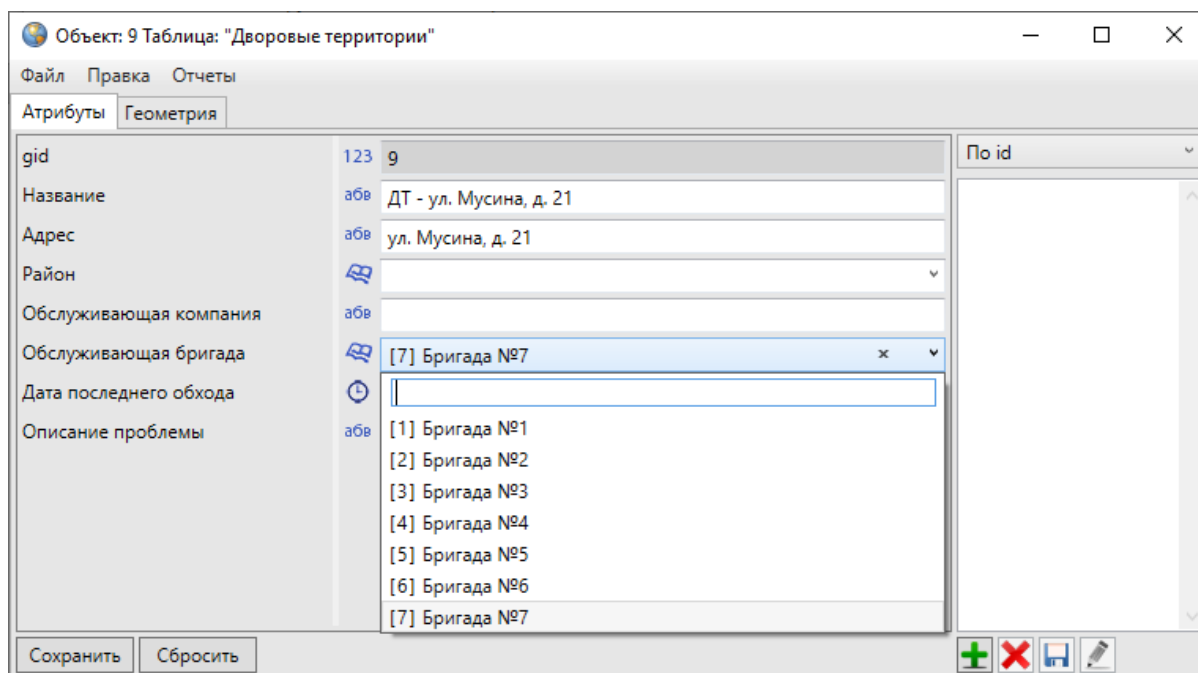 Объект: 9 Таблица: "Дворовые территории"
Файл Правка Отчеты
Атрибуты Геометрия
gid 123 9 По id
Название абв ДТ - ул. Мусина, д. 21
Адрес абв ул. Мусина, д. 21
Район
Обслуживающая компания абв
Обслуживающая бригада [7] Бригада №7
Дата последнего обхода
Описание проблемы абв
[1] Бригада №1
[2] Бригада №2
[3] Бригада №3
[4] Бригада №4
[5] Бригада №5
[6] Бригада №6
[7] Бригада №7
Сохранить Сбросить